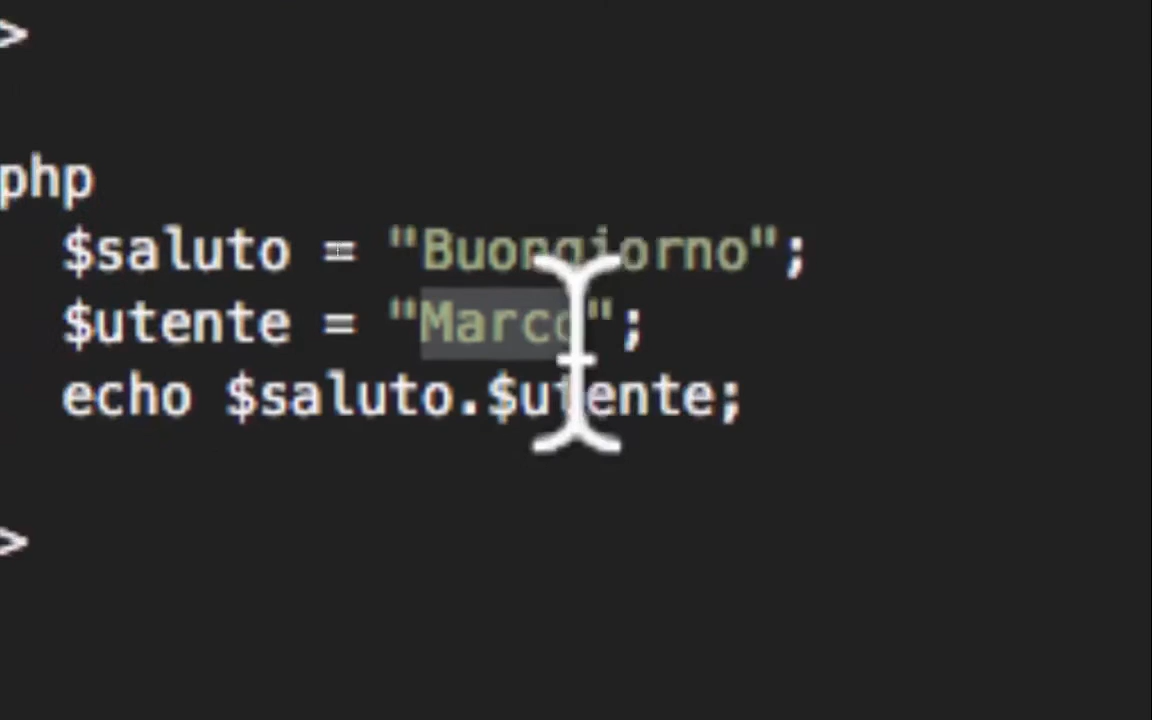 >
php
$saluto = "Buongiorno";
$utente = "Marco";
echo $saluto.$utente;
>